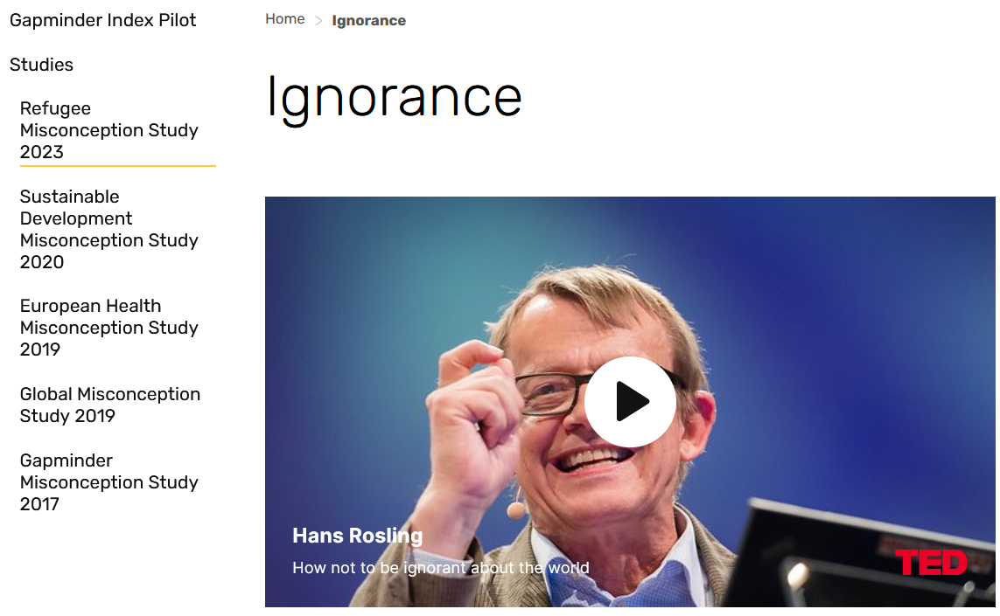 Gapminder Index Pilot
Studies
Refugee
Misconception Study
2023
Sustainable
Development
Misconception Study
2020
European Health
Misconception Study
2019
Global Misconception
Study 2019
Gapminder
Misconception Study
2017
Home > Ignorance
Ignorance
Hans Rosling
How not to be ignorant about the world
TED